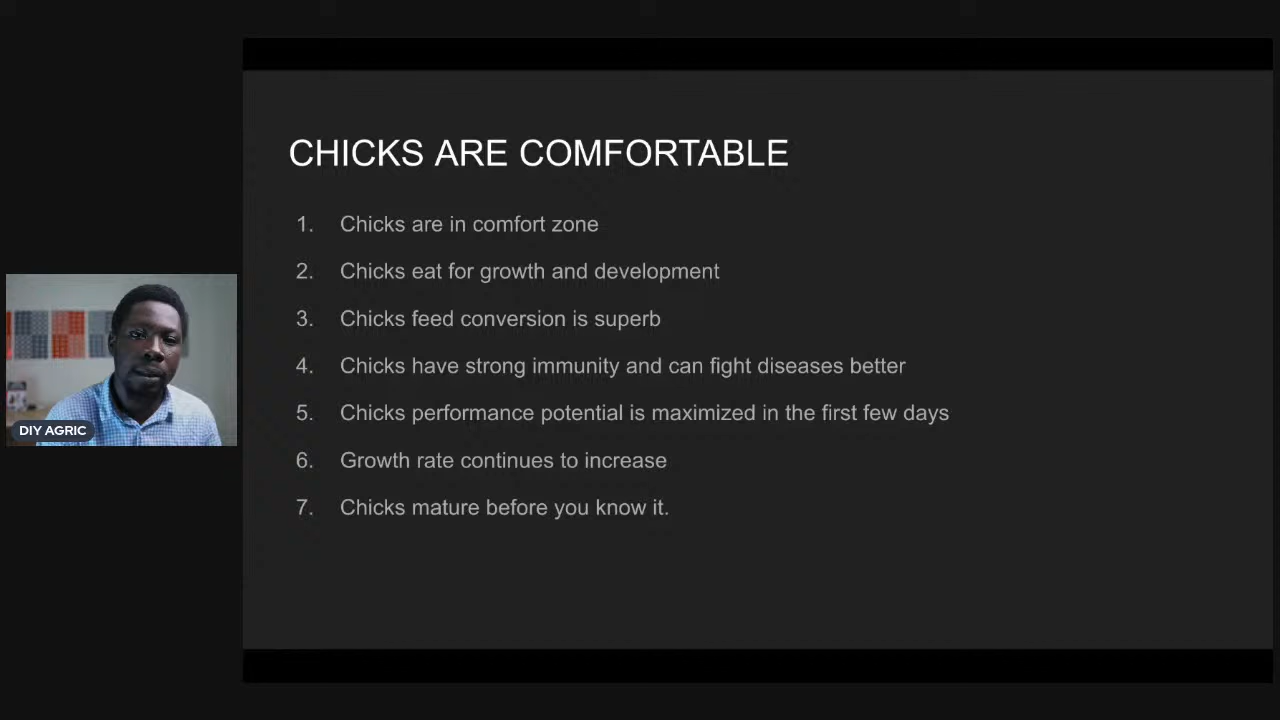 CHICKS ARE COMFORTABLE
1. Chicks are in comfort zone
2. Chicks eat for growth and development
3. Chicks feed conversion is superb
4. Chicks have strong immunity and can fight diseases better
5. Chicks performance potential is maximized in the first few days
6. Growth rate continues to increase
7. Chicks mature before you know it.
DIY AGRIC